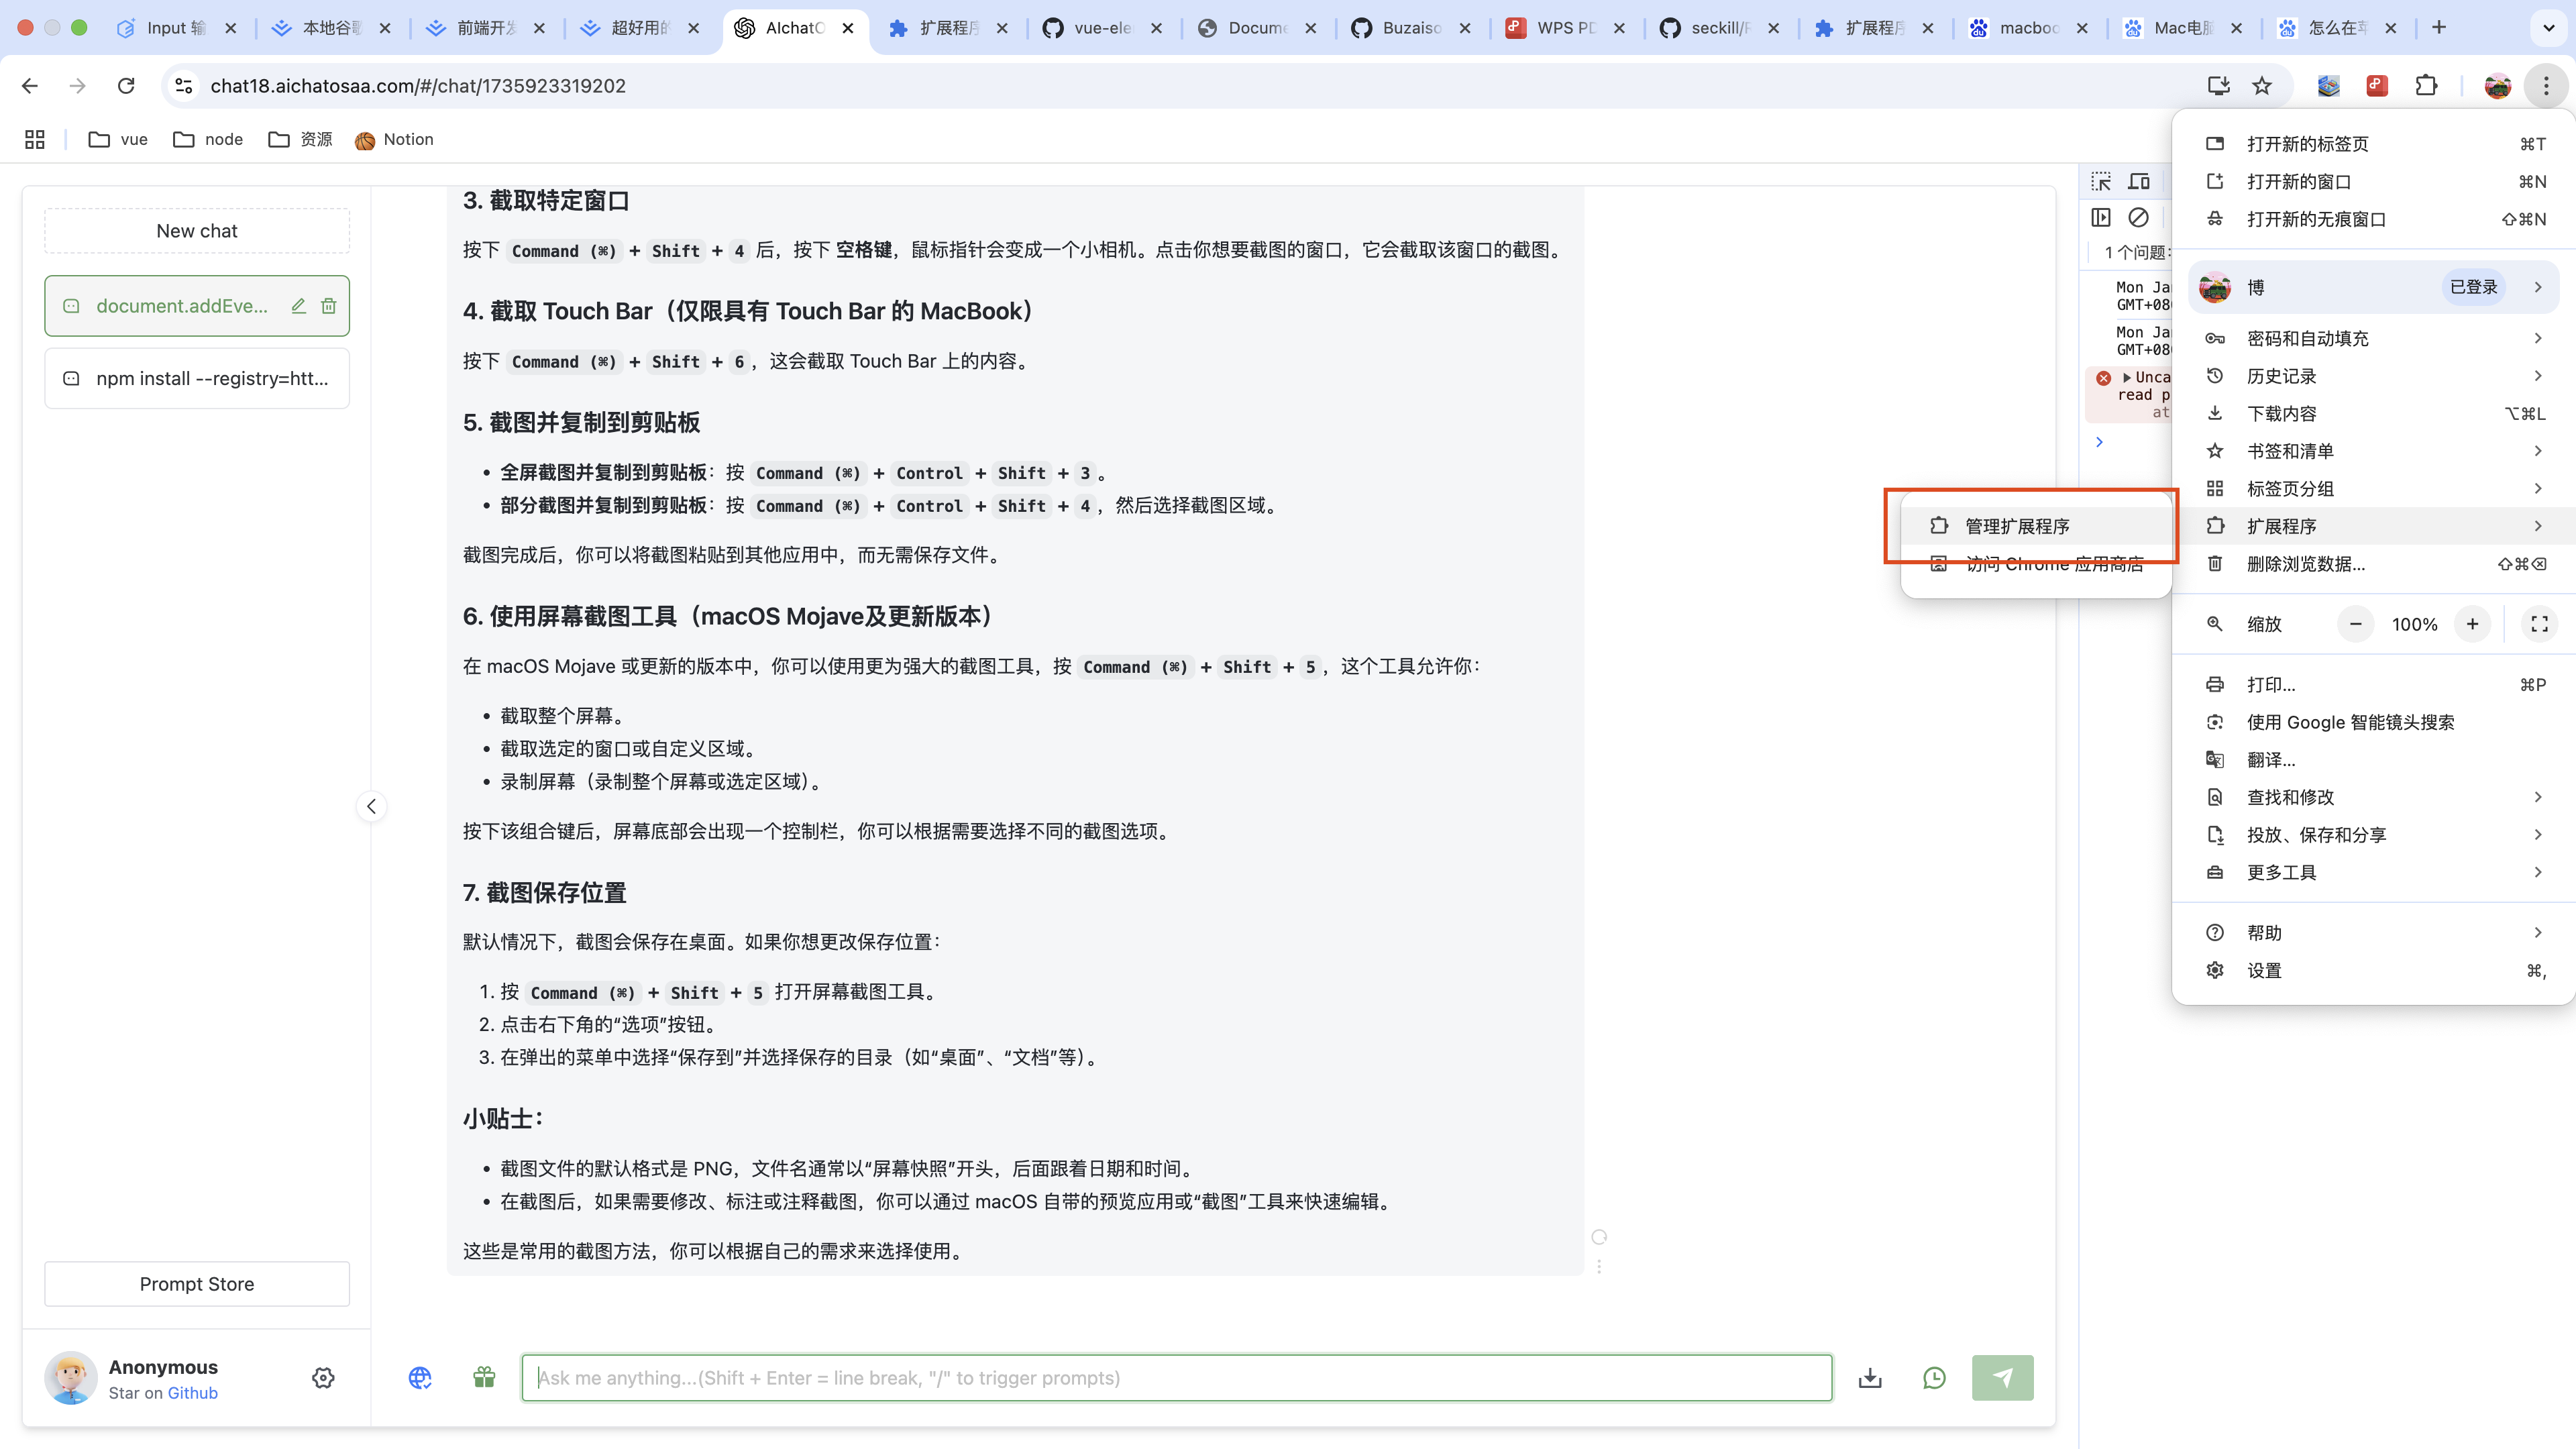 Input 输
本地谷歌
前端开发
超好用的
AIchatO
扩展程序
vue-ele
Docume
Buzaiso
WPS PD
seckill/F
扩展程序
macboo
Mac电脑
怎么在苹
chat18.aichatosaa.com/#/chat/1735923319202
vue
node
资源
Notion
New chat
document.addEve...
npm install --registry=htt...
Prompt Store
Anonymous
Star on Github
3. 截取特定窗口
按下 Command (⌘) + Shift + 4 后，按下 空格键，鼠标指针会变成一个小相机。点击你想要截图的窗口，它会截取该窗口的截图。
4. 截取 Touch Bar（仅限具有 Touch Bar 的 MacBook）
按下 Command (⌘) + Shift + 6，这会截取 Touch Bar 上的内容。
5. 截图并复制到剪贴板
• 全屏截图并复制到剪贴板：按 Command (⌘) + Control + Shift + 3。
• 部分截图并复制到剪贴板：按 Command (⌘) + Control + Shift + 4，然后选择截图区域。
截图完成后，你可以将截图粘贴到其他应用中，而无需保存文件。
6. 使用屏幕截图工具（macOS Mojave及更新版本）
在 macOS Mojave 或更新的版本中，你可以使用更为强大的截图工具，按 Command (⌘) + Shift + 5，这个工具允许你：
• 截取整个屏幕。
• 截取选定的窗口或自定义区域。
• 录制屏幕（录制整个屏幕或选定区域）。
按下该组合键后，屏幕底部会出现一个控制栏，你可以根据需要选择不同的截图选项。
7. 截图保存位置
默认情况下，截图会保存在桌面。如果你想更改保存位置：
1. 按 Command (⌘) + Shift + 5 打开屏幕截图工具。
2. 点击右下角的“选项”按钮。
3. 在弹出的菜单中选择“保存到”并选择保存的目录（如“桌面”、“文档”等）。
小贴士：
• 截图文件的默认格式是 PNG，文件名通常以“屏幕快照”开头，后面跟着日期和时间。
• 在截图后，如果需要修改、标注或注释截图，你可以通过 macOS 自带的预览应用或“截图”工具来快速编辑。
这些是常用的截图方法，你可以根据自己的需求来选择使用。
Ask me anything...(Shift + Enter = line break, "/" to trigger prompts)
1 个问题:
Mon Ja
GMT+080
Mon Ja
GMT+080
Unca
read p
at
管理扩展程序
访问 Chrome 应用商店
打开新的标签页 ⌘T
打开新的窗口 ⌘N
打开新的无痕窗口 ⇧⌘N
博 已登录
密码和自动填充
历史记录
下载内容 ⌥⌘L
书签和清单
标签页分组
扩展程序
删除浏览数据... ⇧⌘⌫
缩放 − 100% +
打印... ⌘P
使用 Google 智能镜头搜索
翻译...
查找和修改
投放、保存和分享
更多工具
帮助
设置 ⌘,